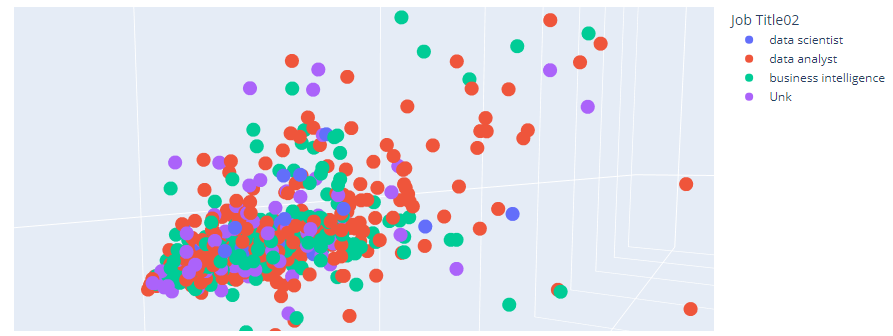 Job Title02
data scientist
data analyst
business intelligence
Unk